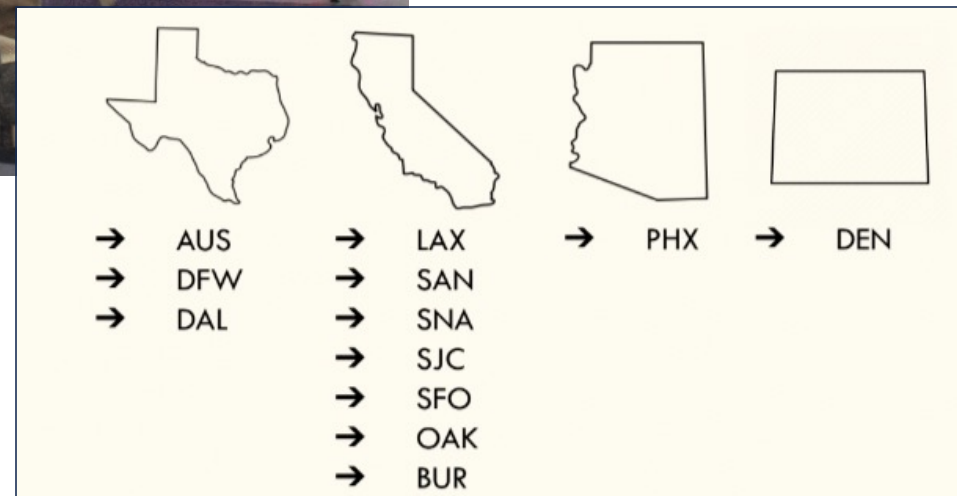 → AUS
→ DFW
→ DAL
→ LAX
→ SAN
→ SNA
→ SJC
→ SFO
→ OAK
→ BUR
→ PHX
→ DEN